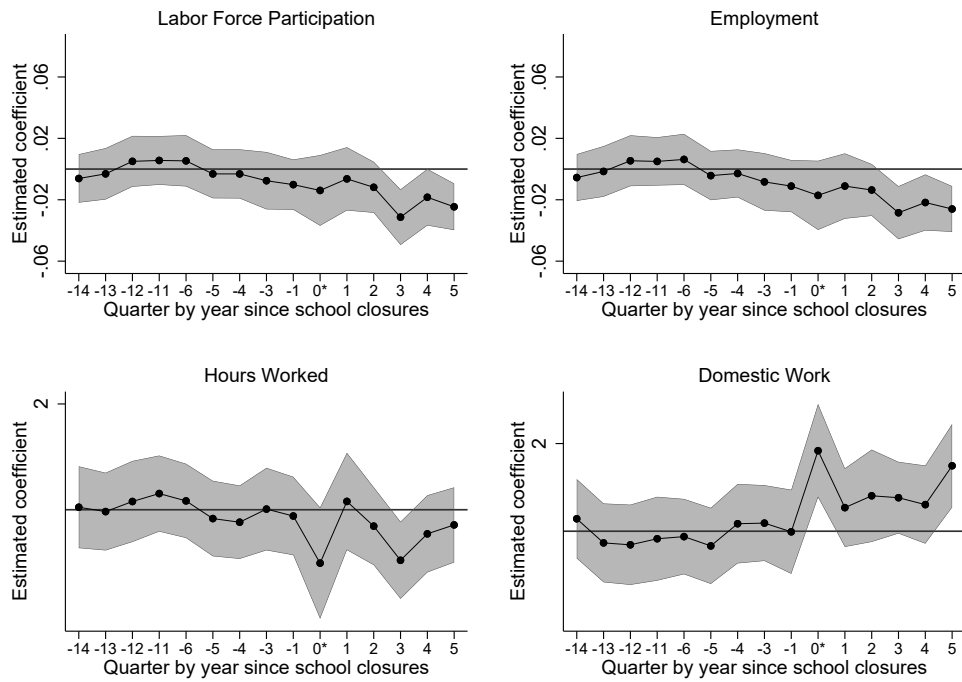 Labor Force Participation
Estimated coefficient
.06
.02
-.02
-.06
-14 -13 -12 -11 -6 -5 -4 -3 -1 0* 1 2 3 4 5
Quarter by year since school closures
Employment
Estimated coefficient
.06
.02
-.02
-.06
-14 -13 -12 -11 -6 -5 -4 -3 -1 0* 1 2 3 4 5
Quarter by year since school closures
Hours Worked
Estimated coefficient
2
-14 -13 -12 -11 -6 -5 -4 -3 -1 0* 1 2 3 4 5
Quarter by year since school closures
Domestic Work
Estimated coefficient
2
-14 -13 -12 -11 -6 -5 -4 -3 -1 0* 1 2 3 4 5
Quarter by year since school closures